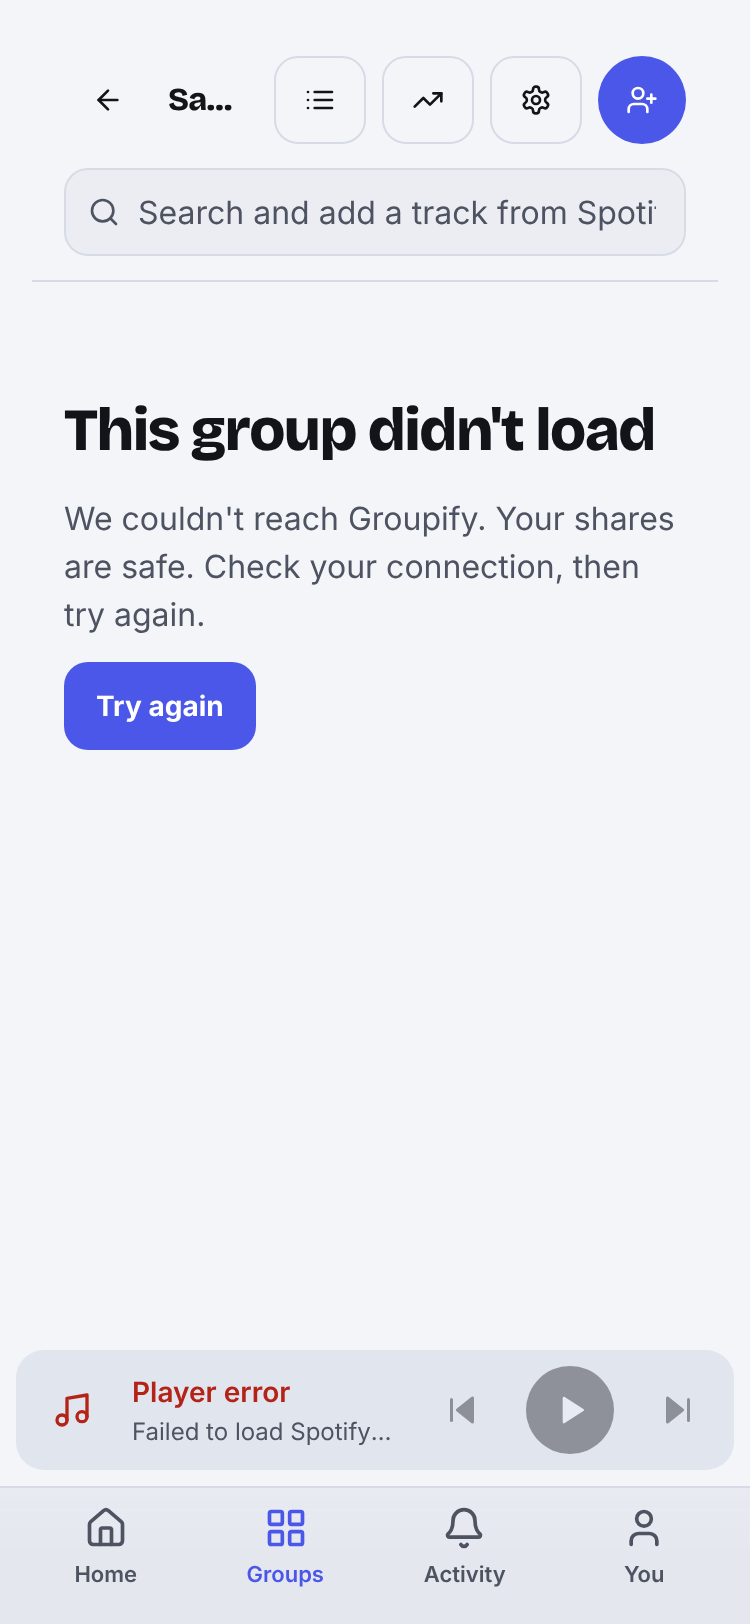 Sa...
Search and add a track from Spoti
This group didn't load
We couldn't reach Groupify. Your shares
are safe. Check your connection, then
try again.
Try again
Player error
Failed to load Spotify...
Home
Groups
Activity
You